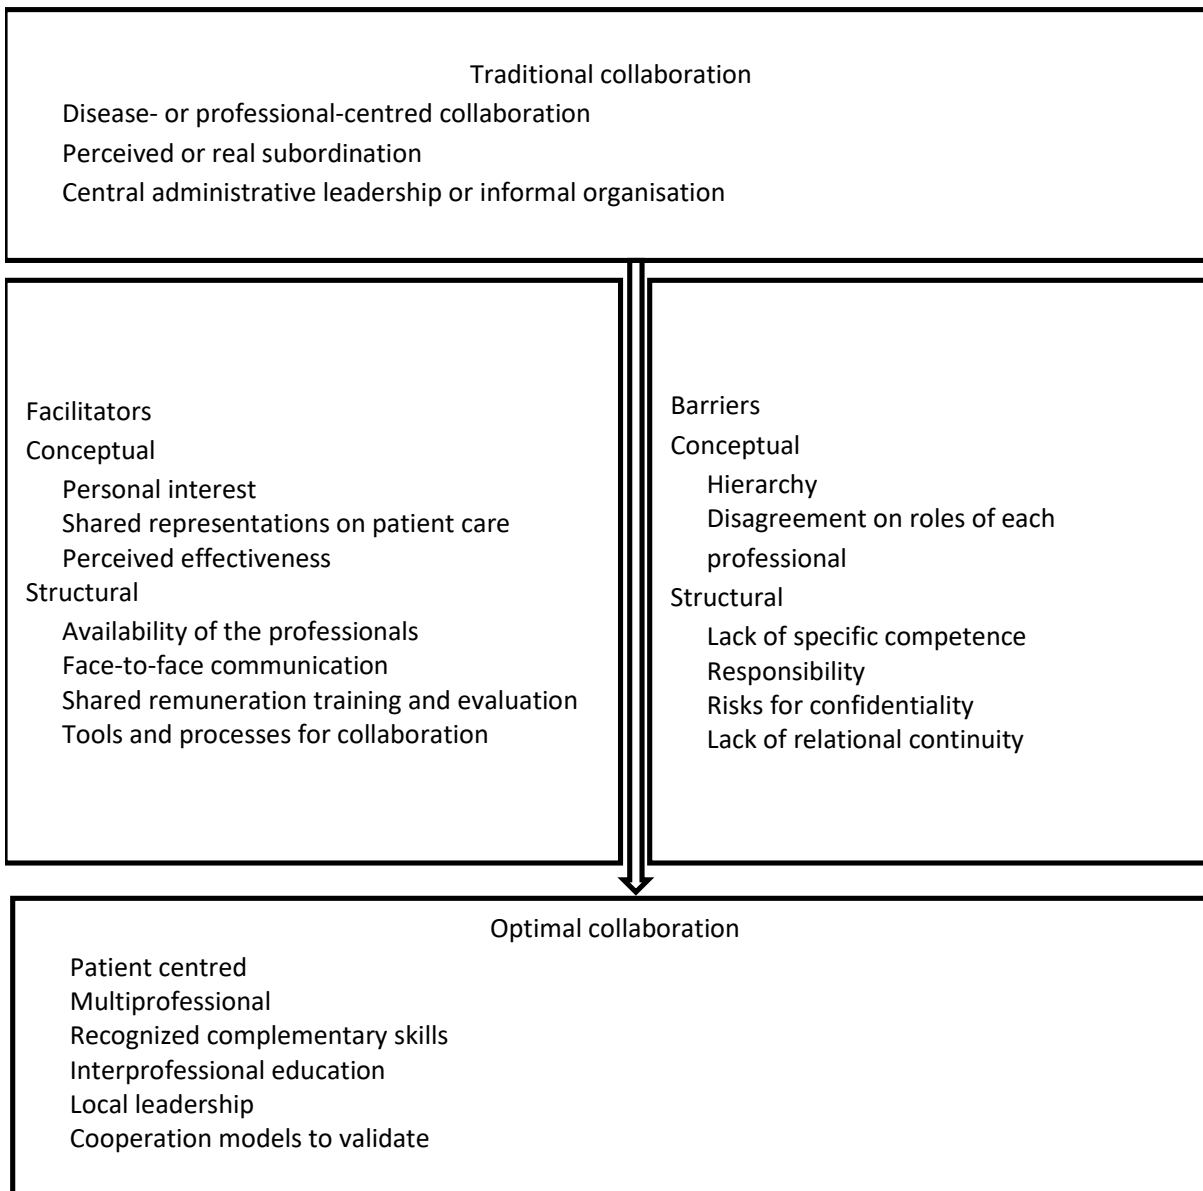 Traditional collaboration
Disease- or professional-centred collaboration
Perceived or real subordination
Central administrative leadership or informal organisation
Facilitators
Conceptual
Personal interest
Shared representations on patient care
Perceived effectiveness
Structural
Availability of the professionals
Face-to-face communication
Shared remuneration training and evaluation
Tools and processes for collaboration
Barriers
Conceptual
Hierarchy
Disagreement on roles of each
professional
Structural
Lack of specific competence
Responsibility
Risks for confidentiality
Lack of relational continuity
Optimal collaboration
Patient centred
Multiprofessional
Recognized complementary skills
Interprofessional education
Local leadership
Cooperation models to validate